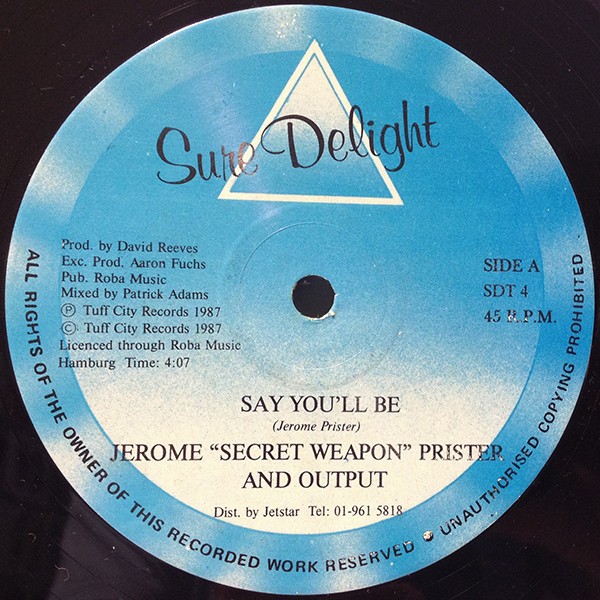 Sure Delight
Prod. by David Reeves
Exc. Prod. Aaron Fuchs
Pub. Roba Music
Mixed by Patrick Adams
Ⓟ Tuff City Records 1987
© Tuff City Records 1987
Licenced through Roba Music
Hamburg Time: 4:07
SIDE A
SDT 4
45 R.P.M.
SAY YOU'LL BE
(Jerome Prister)
JEROME “SECRET WEAPON” PRISTER
AND OUTPUT
Dist. by Jetstar Tel: 01-961 5818
ALL RIGHTS OF THE OWNER OF THIS RECORDED WORK RESERVED • UNAUTHORISED COPYING PROHIBITED